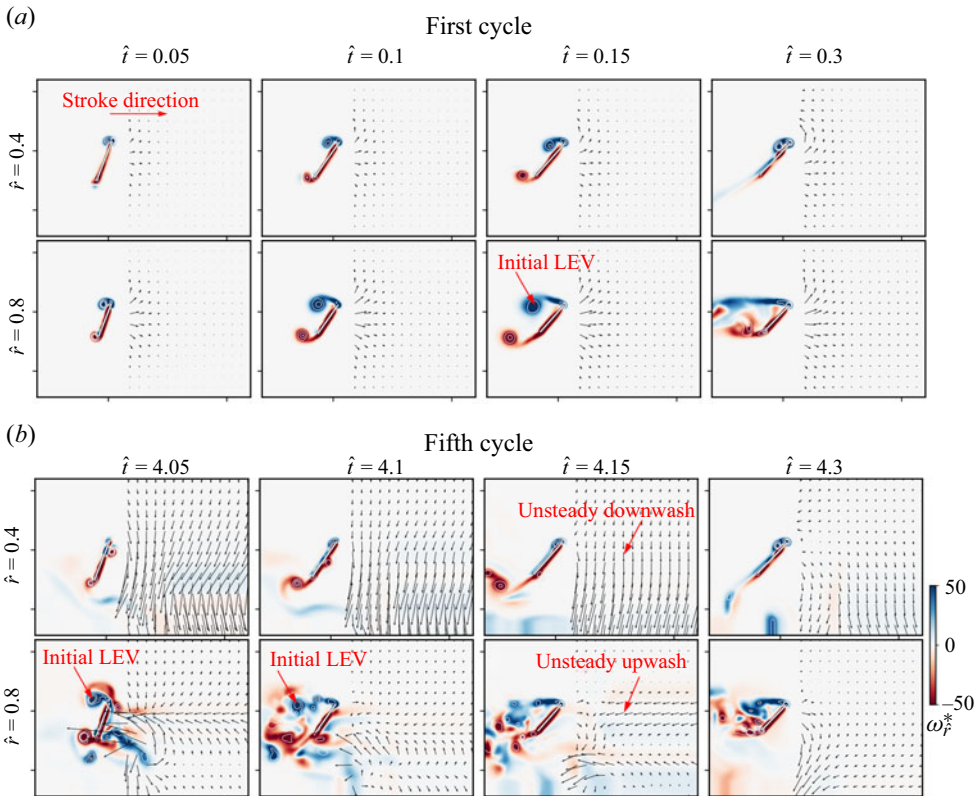 (a)
First cycle
t̂ = 0.05 t̂ = 0.1 t̂ = 0.15 t̂ = 0.3
r̂ = 0.4
Stroke direction
r̂ = 0.8
Initial LEV
(b)
Fifth cycle
t̂ = 4.05 t̂ = 4.1 t̂ = 4.15 t̂ = 4.3
r̂ = 0.4
Unsteady downwash
r̂ = 0.8
Initial LEV Initial LEV Unsteady upwash
50
0
−50
ω*r̂